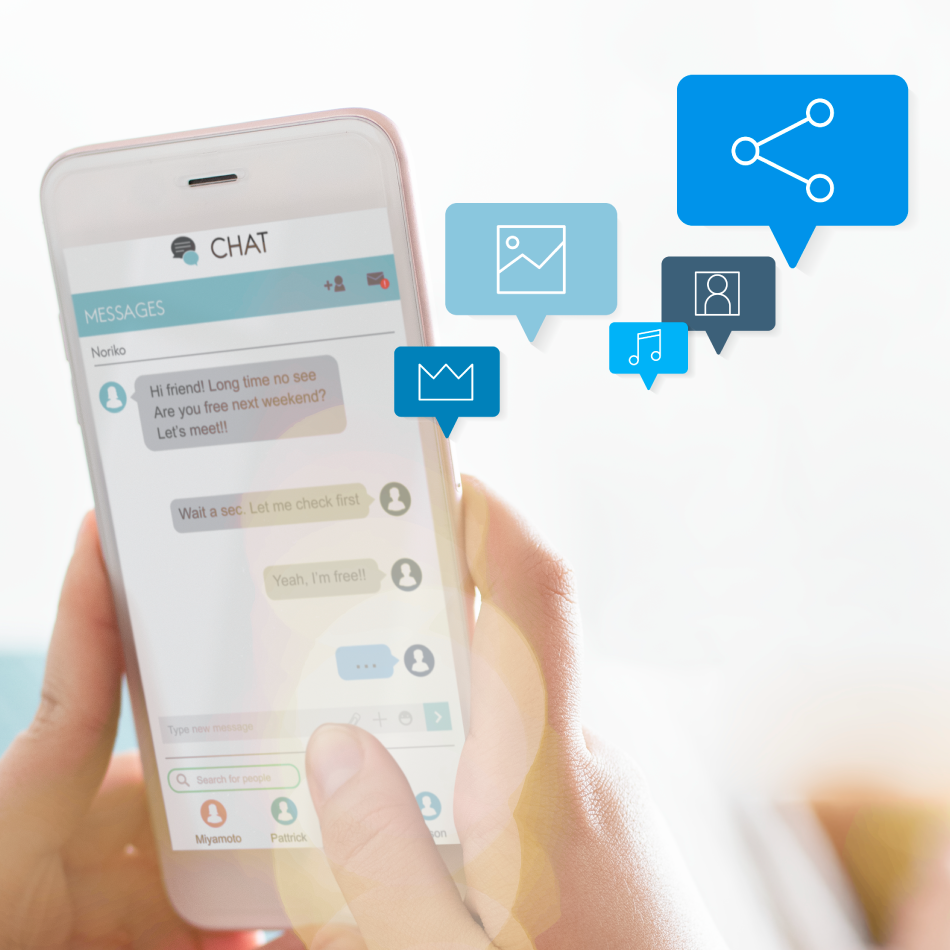 CHAT
MESSAGES
Noriko
Hi friend! Long time no see
Are you free next weekend?
Let's meet!!
Wait a sec. Let me check first
Yeah, I'm free!!
...
Type new message
Search for people
Miyamoto
Pattrick